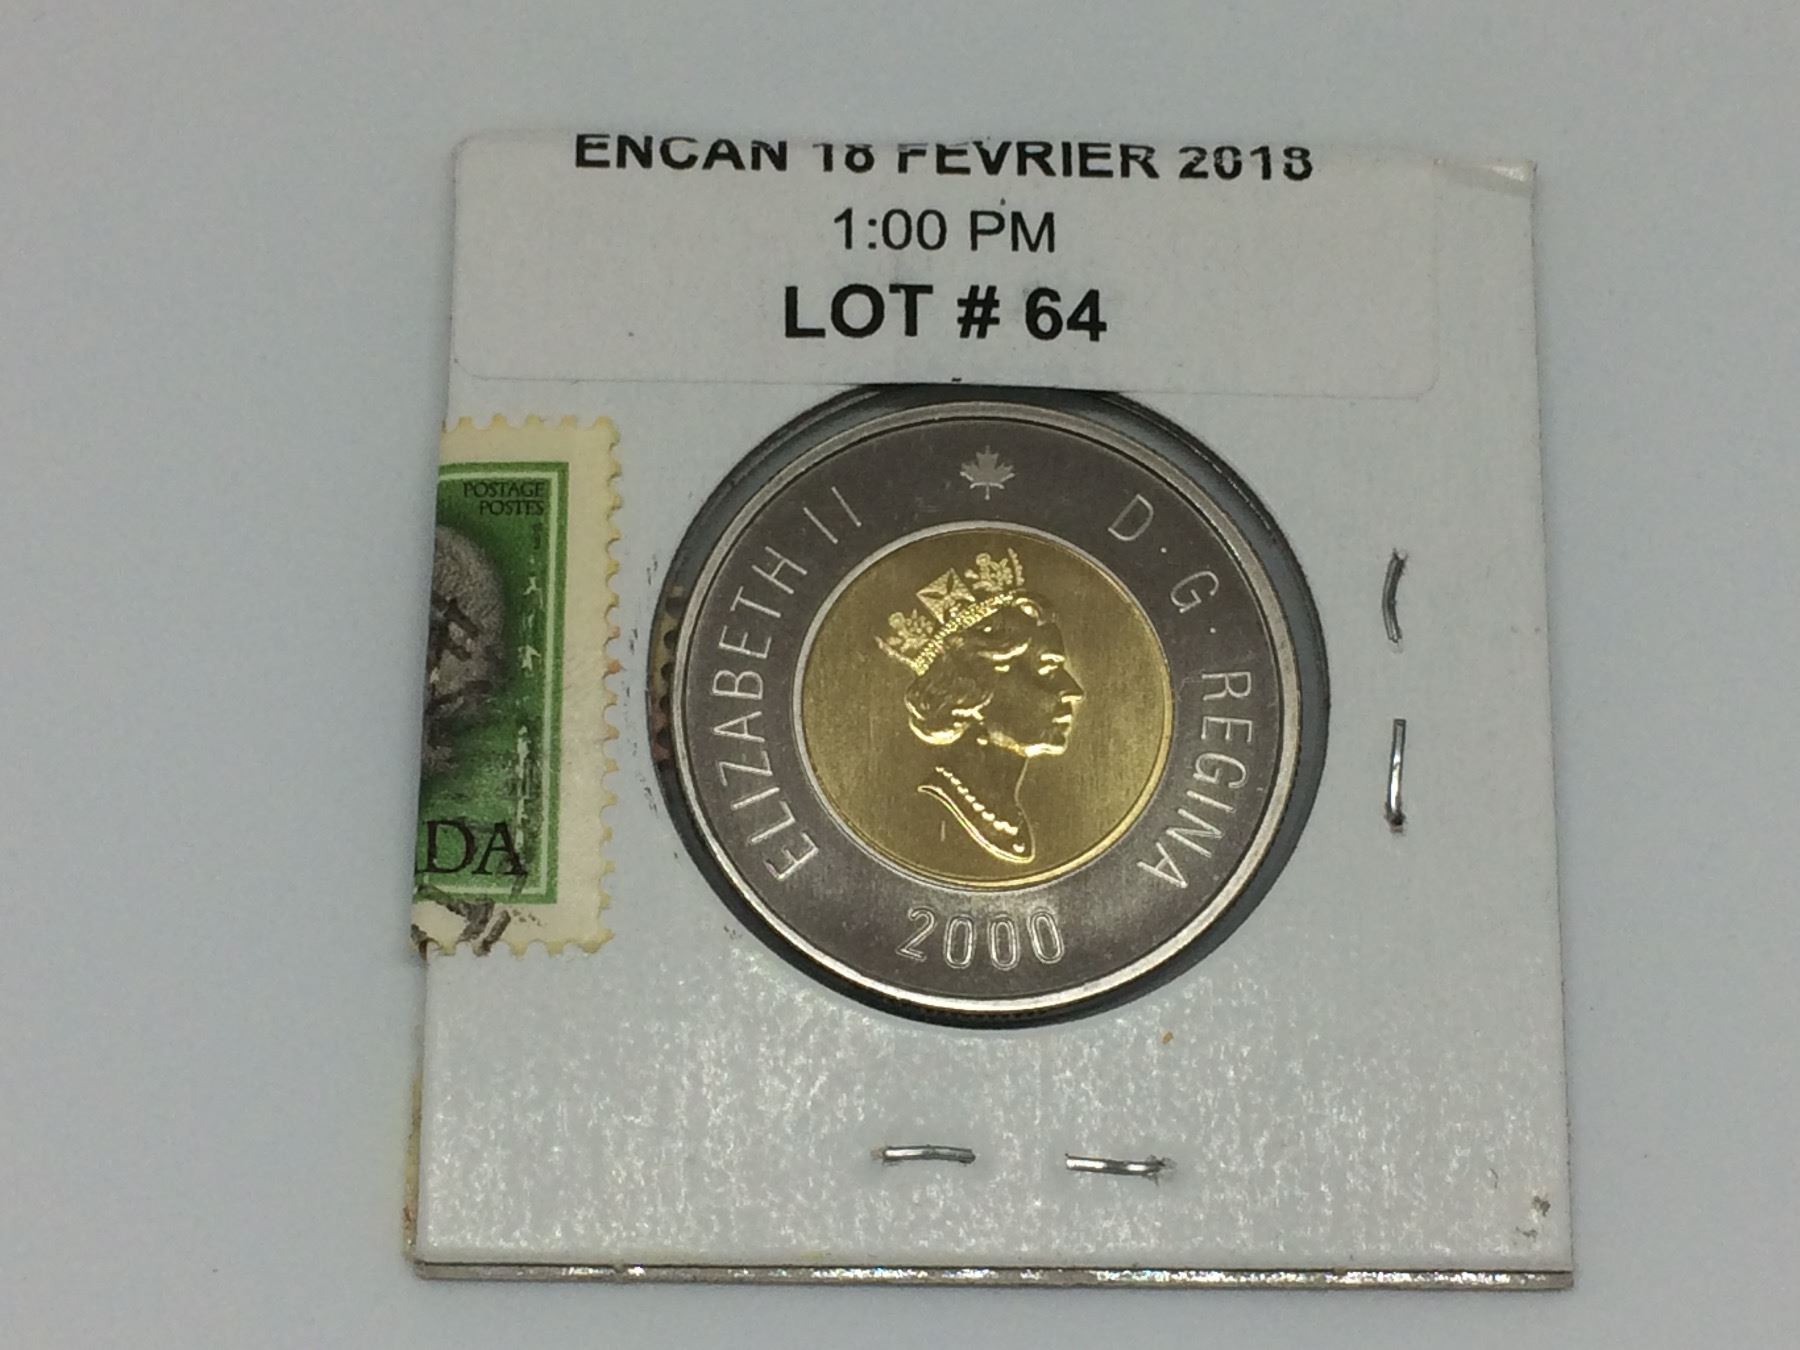 ENCAN 18 FEVRIER 2018
1:00 PM
LOT # 64
POSTAGE
POSTES
DA
ELIZABETH II D·G·REGINA
2000